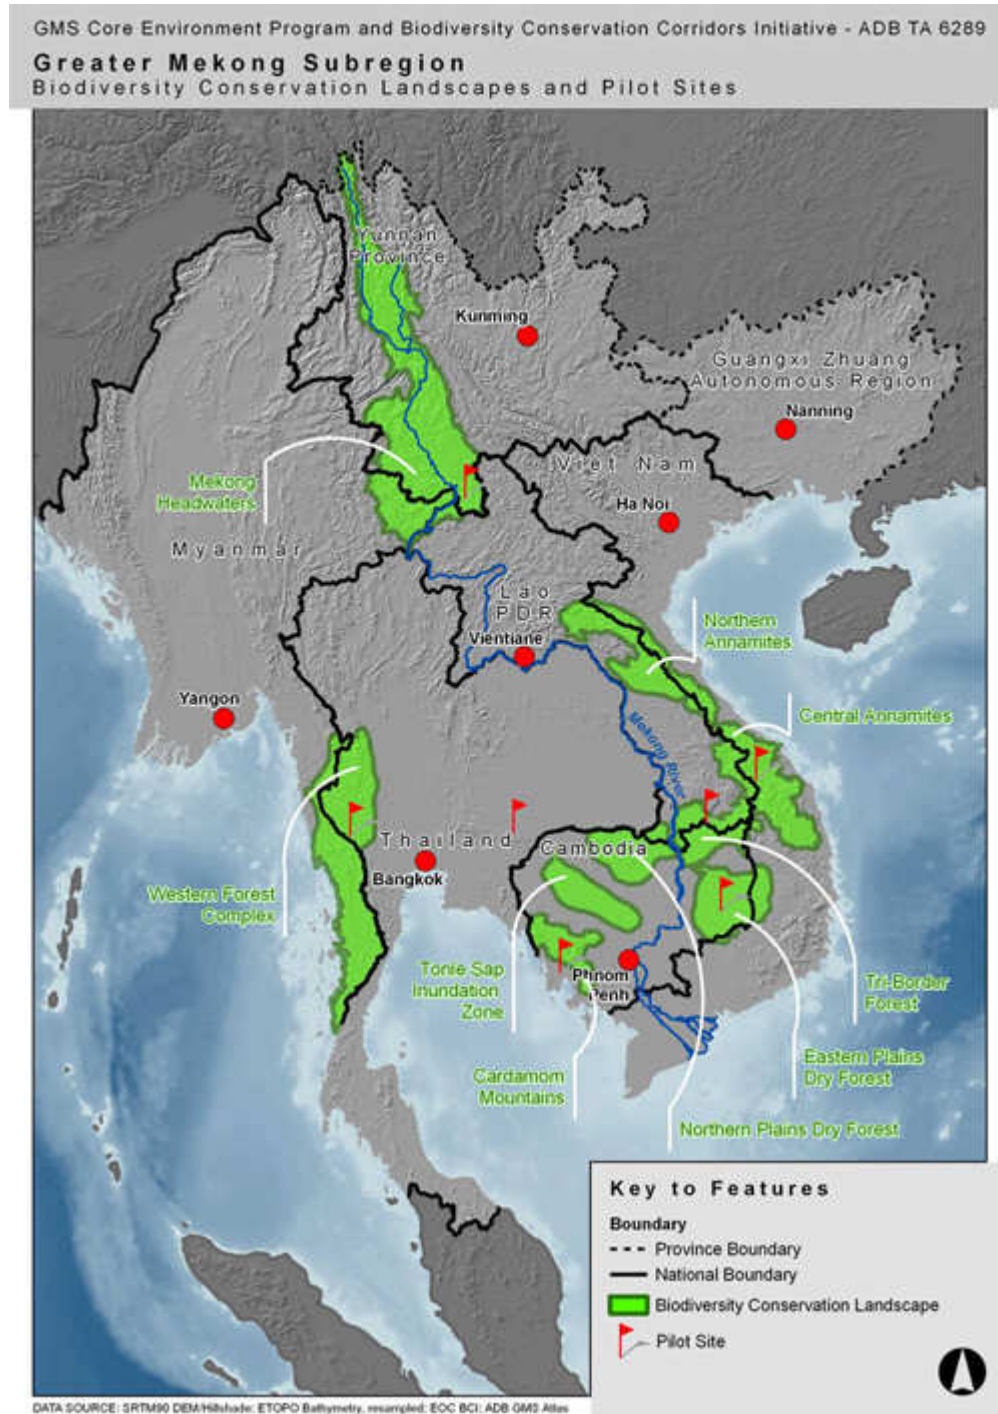 GMS Core Environment Program and Biodiversity Conservation Corridors Initiative - ADB TA 6289
Greater Mekong Subregion
Biodiversity Conservation Landscapes and Pilot Sites
Yunnan
Province
Kunming
Guangxi Zhuang
Autonomous Region
Nanning
Viet Nam
Mekong
Headwaters
Ha Noi
Myanmar
Lao
PDR
Northern
Annamites
Vientiane
Yangon
Central Annamites
Mekong River
Thailand
Cambodia
Bangkok
Western Forest
Complex
Tonle Sap
Inundation
Zone
Phnom
Penh
Tri-Border
Forest
Eastern Plains
Dry Forest
Cardamom
Mountains
Northern Plains Dry Forest
Key to Features
Boundary
Province Boundary
National Boundary
Biodiversity Conservation Landscape
Pilot Site
DATA SOURCE: SRTM90 DEM/Hillshade; ETOPO Bathymetry, resampled; EOC BCI; ADB GMS Atlas